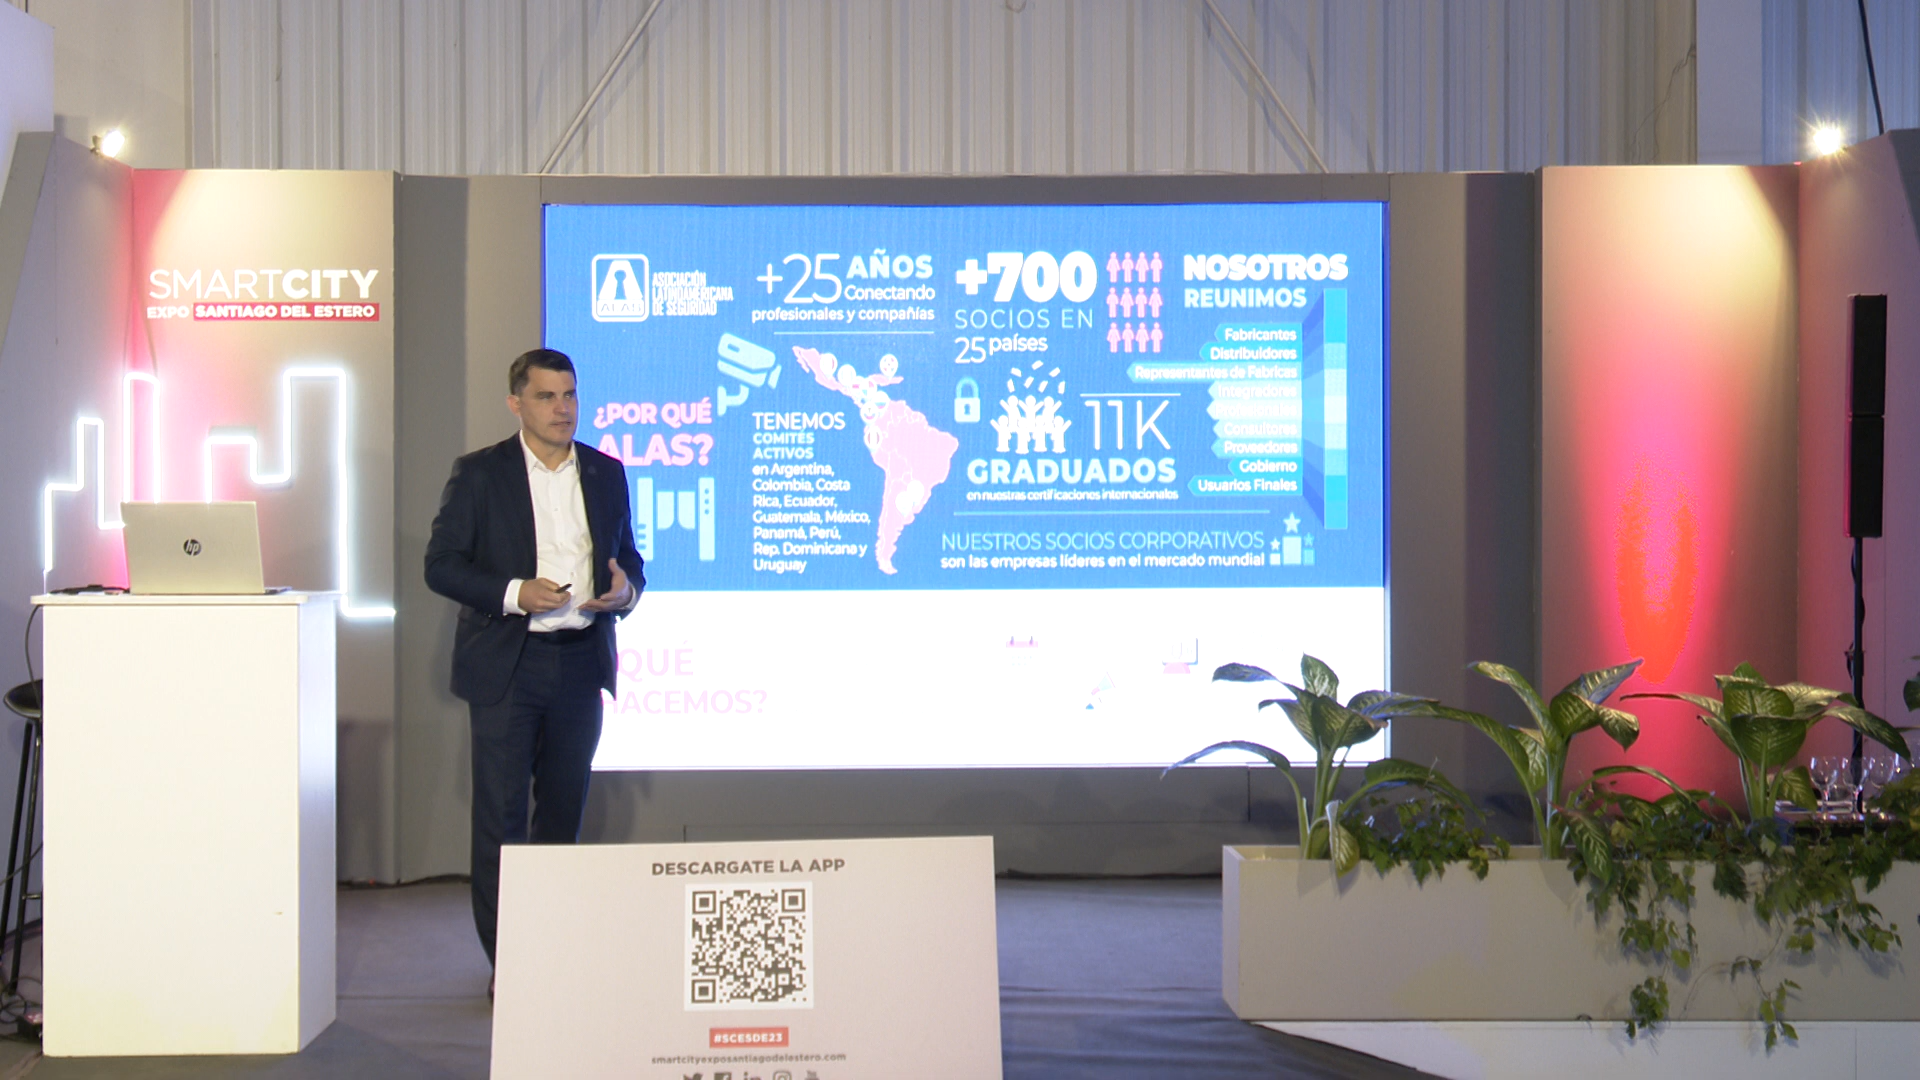 SMARTCITY
EXPO SANTIAGO DEL ESTERO
hp
ALAS
ASOCIACIÓN
LATINOAMERICANA
DE SEGURIDAD
+25 AÑOS
Conectando
profesionales y compañías
+700
SOCIOS EN
25 países
NOSOTROS
REUNIMOS
Fabricantes
Distribuidores
Representantes de Fabricas
Integradores
Consultores
Proveedores
Gobierno
Usuarios Finales
¿POR QUÉ
ALAS?
TENEMOS
COMITÉS
ACTIVOS
en Argentina,
Colombia, Costa
Rica, Ecuador,
Guatemala, México,
Panamá, Perú,
Rep. Dominicana y
Uruguay
11K
GRADUADOS
en nuestras certificaciones internacionales
NUESTROS SOCIOS CORPORATIVOS
son las empresas líderes en el mercado mundial
QUÉ
HACEMOS?
DESCARGATE LA APP
#SCESDE23
smartcityexposantiagodelestero.com